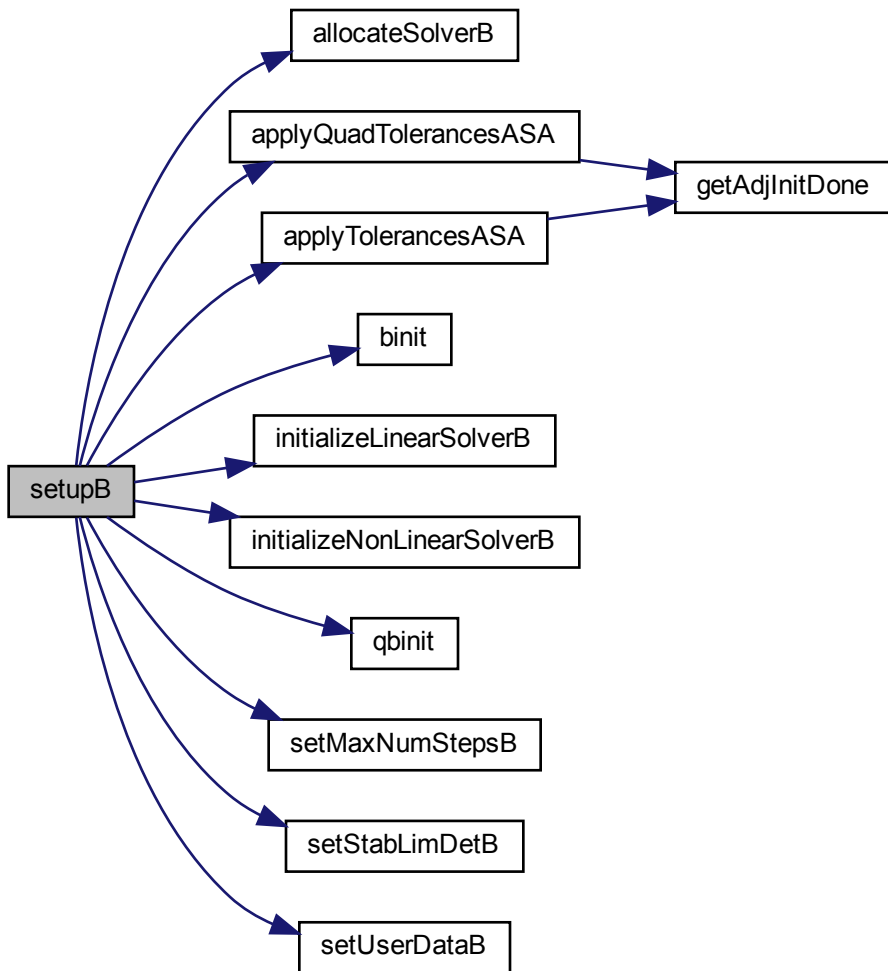 allocateSolverB
applyQuadTolerancesASA
getAdjInitDone
applyTolerancesASA
binit
initializeLinearSolverB
setupB
initializeNonLinearSolverB
qbinit
setMaxNumStepsB
setStabLimDetB
setUserDataB